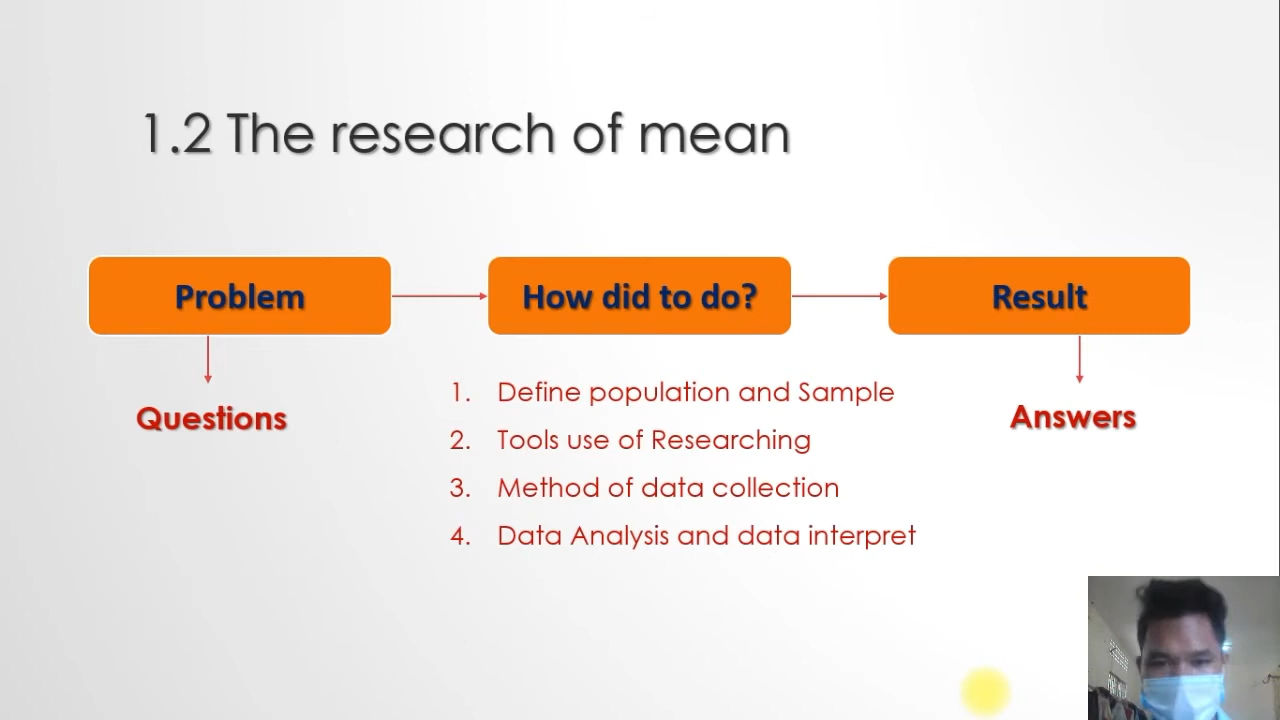 1.2 The research of mean
Problem
How did to do?
Result
Questions
1. Define population and Sample
2. Tools use of Researching
3. Method of data collection
4. Data Analysis and data interpret
Answers